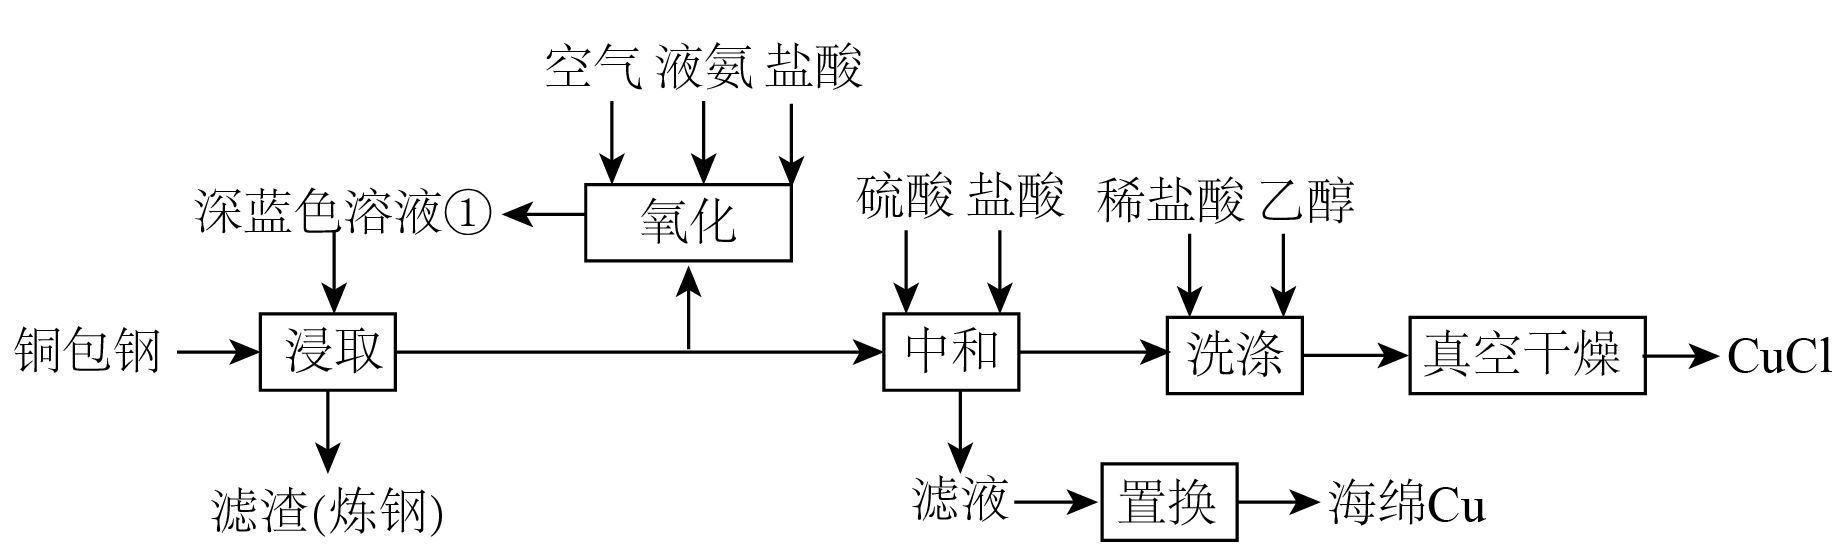 空气 液氨 盐酸
深蓝色溶液①
氧化
硫酸 盐酸
稀盐酸 乙醇
铜包钢
浸取
中和
洗涤
真空干燥
CuCl
滤渣(炼钢)
滤液
置换
海绵Cu